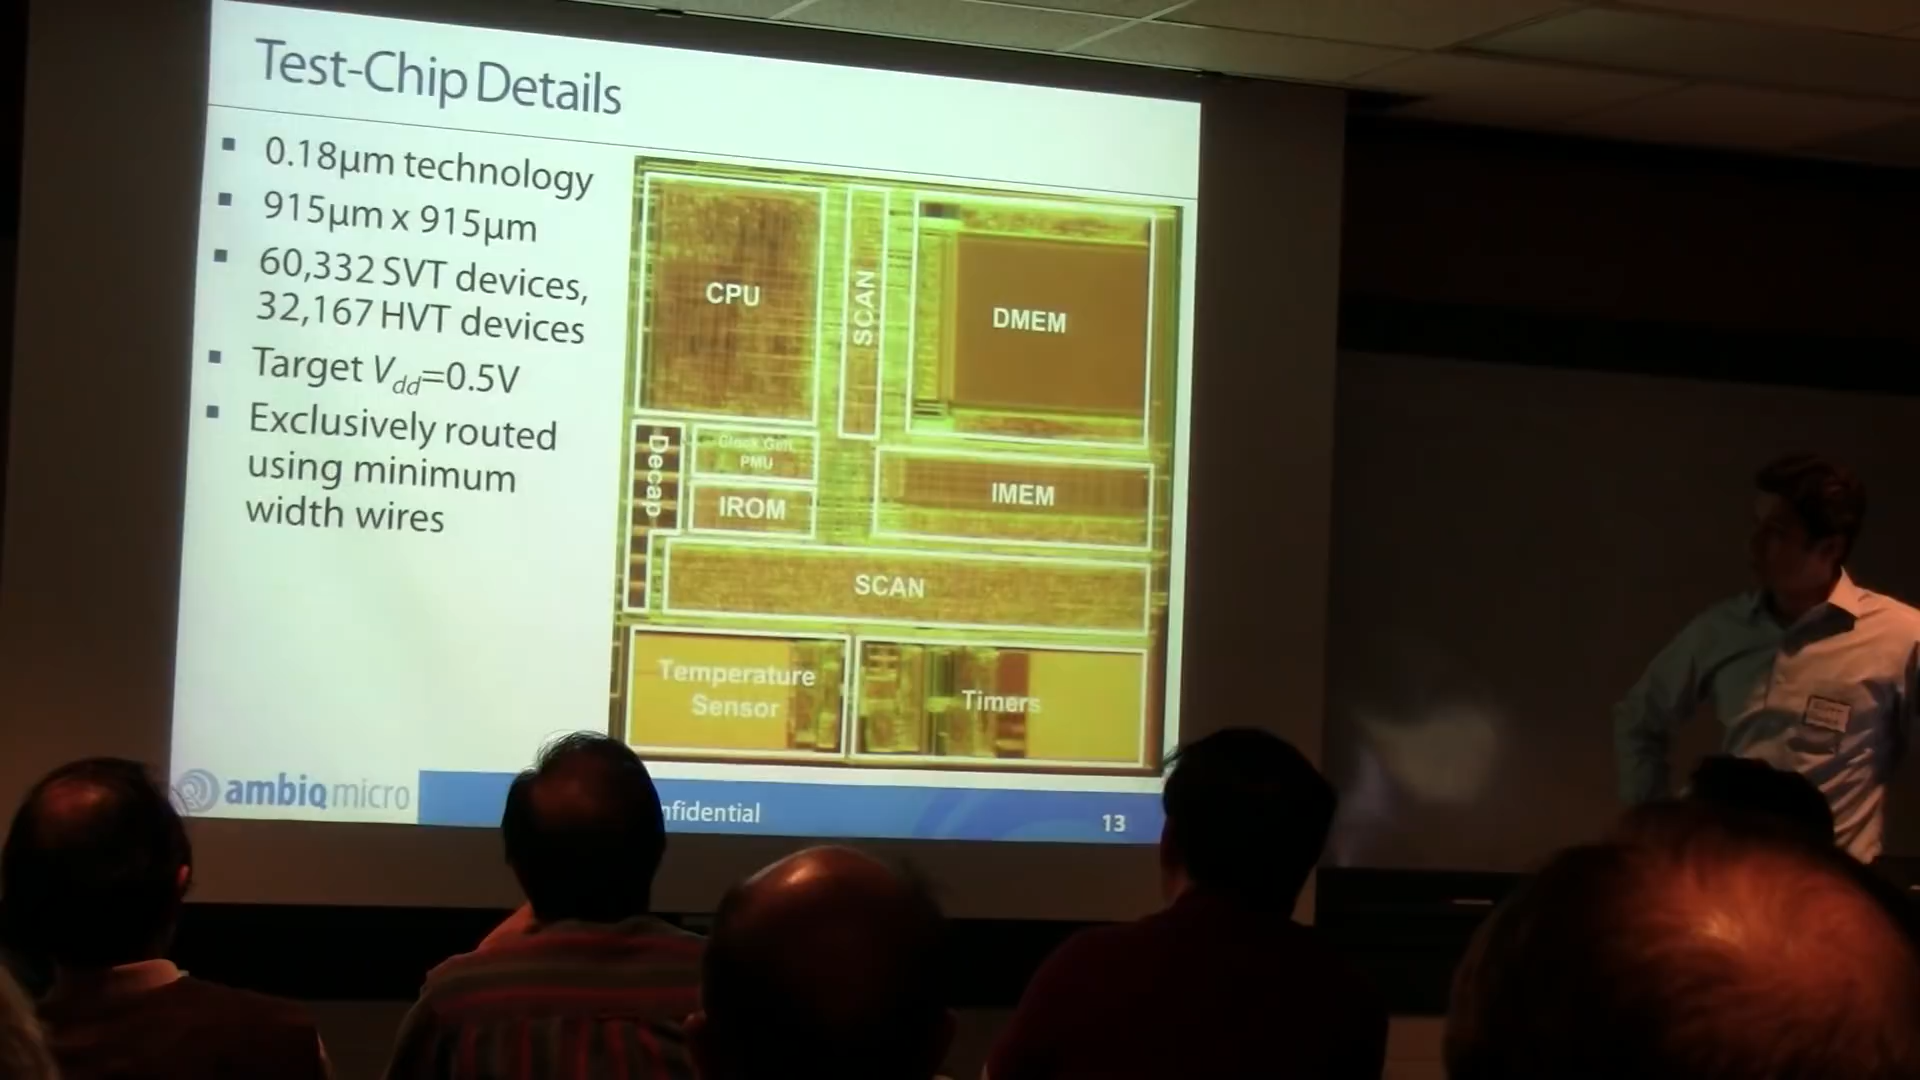 Test-Chip Details
0.18µm technology
915µm x 915µm
60,332 SVT devices,
32,167 HVT devices
Target Vdd=0.5V
Exclusively routed
using minimum
width wires
CPU
SCAN
DMEM
Decap
Clock Gen
PMU
IROM
IMEM
SCAN
Temperature
Sensor
Timers
ambiq micro
nfidential
13